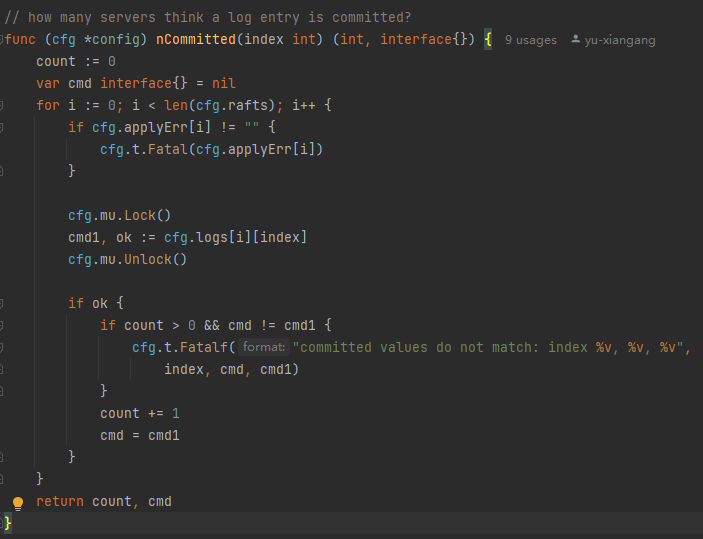 // how many servers think a log entry is committed?
func (cfg *config) nCommitted(index int) (int, interface{}) { 9 usages yu-xiangang
    count := 0
    var cmd interface{} = nil
    for i := 0; i < len(cfg.rafts); i++ {
        if cfg.applyErr[i] != "" {
            cfg.t.Fatal(cfg.applyErr[i])
        }
        cfg.mu.Lock()
        cmd1, ok := cfg.logs[i][index]
        cfg.mu.Unlock()
        if ok {
            if count > 0 && cmd != cmd1 {
                cfg.t.Fatalf( format: "committed values do not match: index %v, %v, %v",
                    index, cmd, cmd1)
            }
            count += 1
            cmd = cmd1
        }
    }
    return count, cmd
}